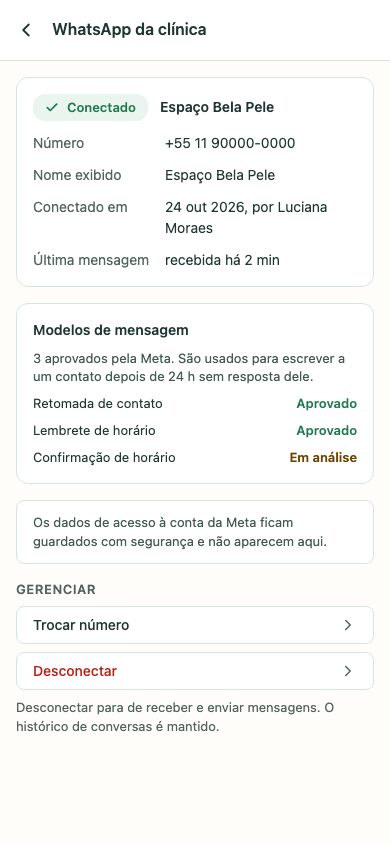 WhatsApp da clínica
Conectado Espaço Bela Pele
Número +55 11 90000-0000
Nome exibido Espaço Bela Pele
Conectado em 24 out 2026, por Luciana
Moraes
Última mensagem recebida há 2 min
Modelos de mensagem
3 aprovados pela Meta. São usados para escrever a
um contato depois de 24 h sem resposta dele.
Retomada de contato Aprovado
Lembrete de horário Aprovado
Confirmação de horário Em análise
Os dados de acesso à conta da Meta ficam
guardados com segurança e não aparecem aqui.
GERENCIAR
Trocar número
Desconectar
Desconectar para de receber e enviar mensagens. O
histórico de conversas é mantido.